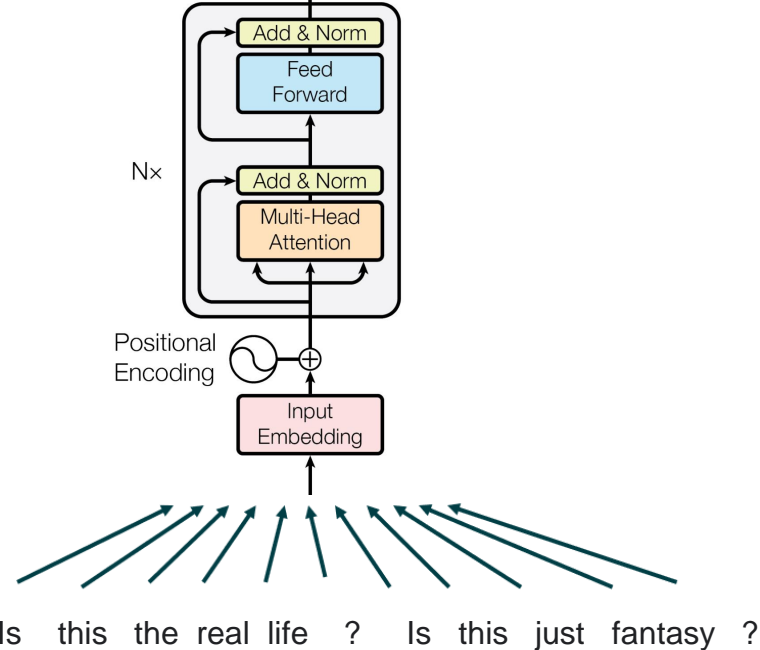 Add & Norm
Feed
Forward
N×
Add & Norm
Multi-Head
Attention
Positional
Encoding
Input
Embedding
Is this the real life ? Is this just fantasy ?